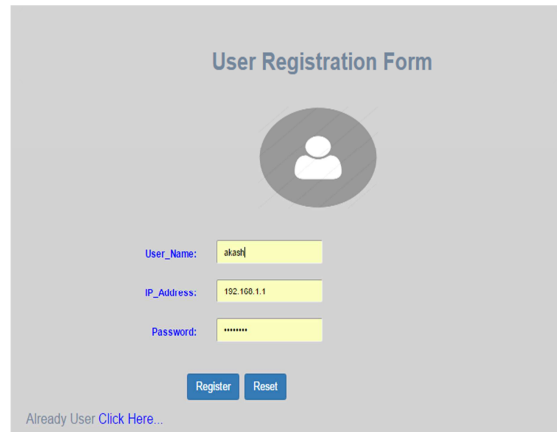 User Registration Form
User_Name: akash
IP_Address: 192.168.1.1
Password: ••••••••
Register Reset
Already User Click Here...